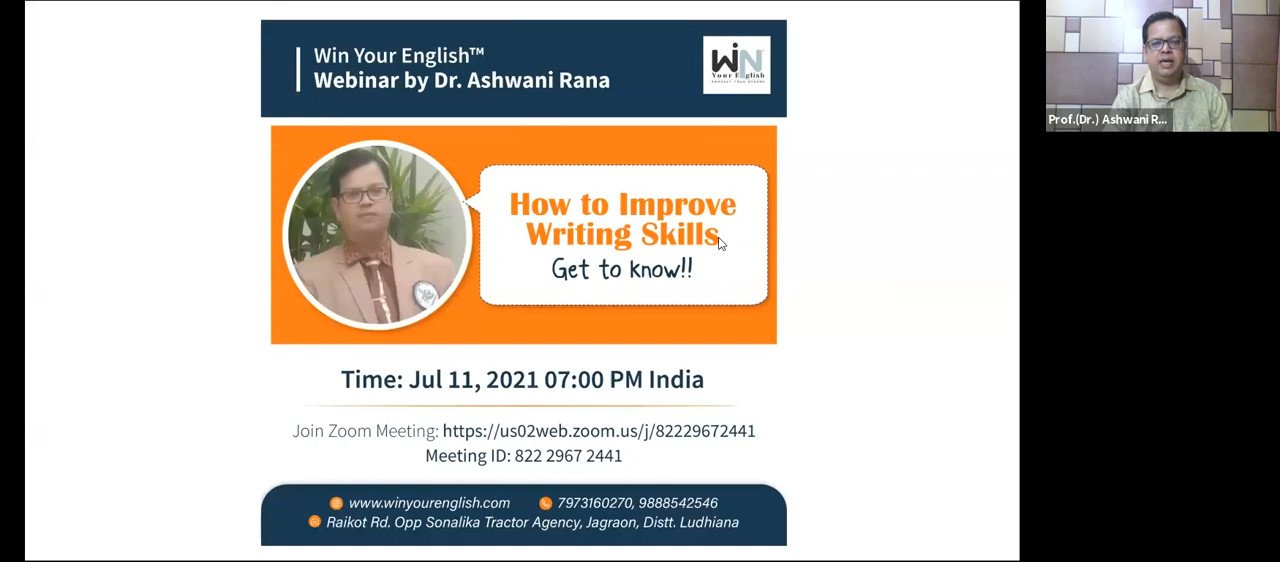 Win Your English™
Webinar by Dr. Ashwani Rana
WiN
Your English
How to Improve
Writing Skills
Get to know!!
Time: Jul 11, 2021 07:00 PM India
Join Zoom Meeting: https://us02web.zoom.us/j/82229672441
Meeting ID: 822 2967 2441
www.winyourenglish.com 7973160270, 9888542546
Raikot Rd. Opp Sonalika Tractor Agency, Jagraon, Distt. Ludhiana
Prof.(Dr.) Ashwani R...